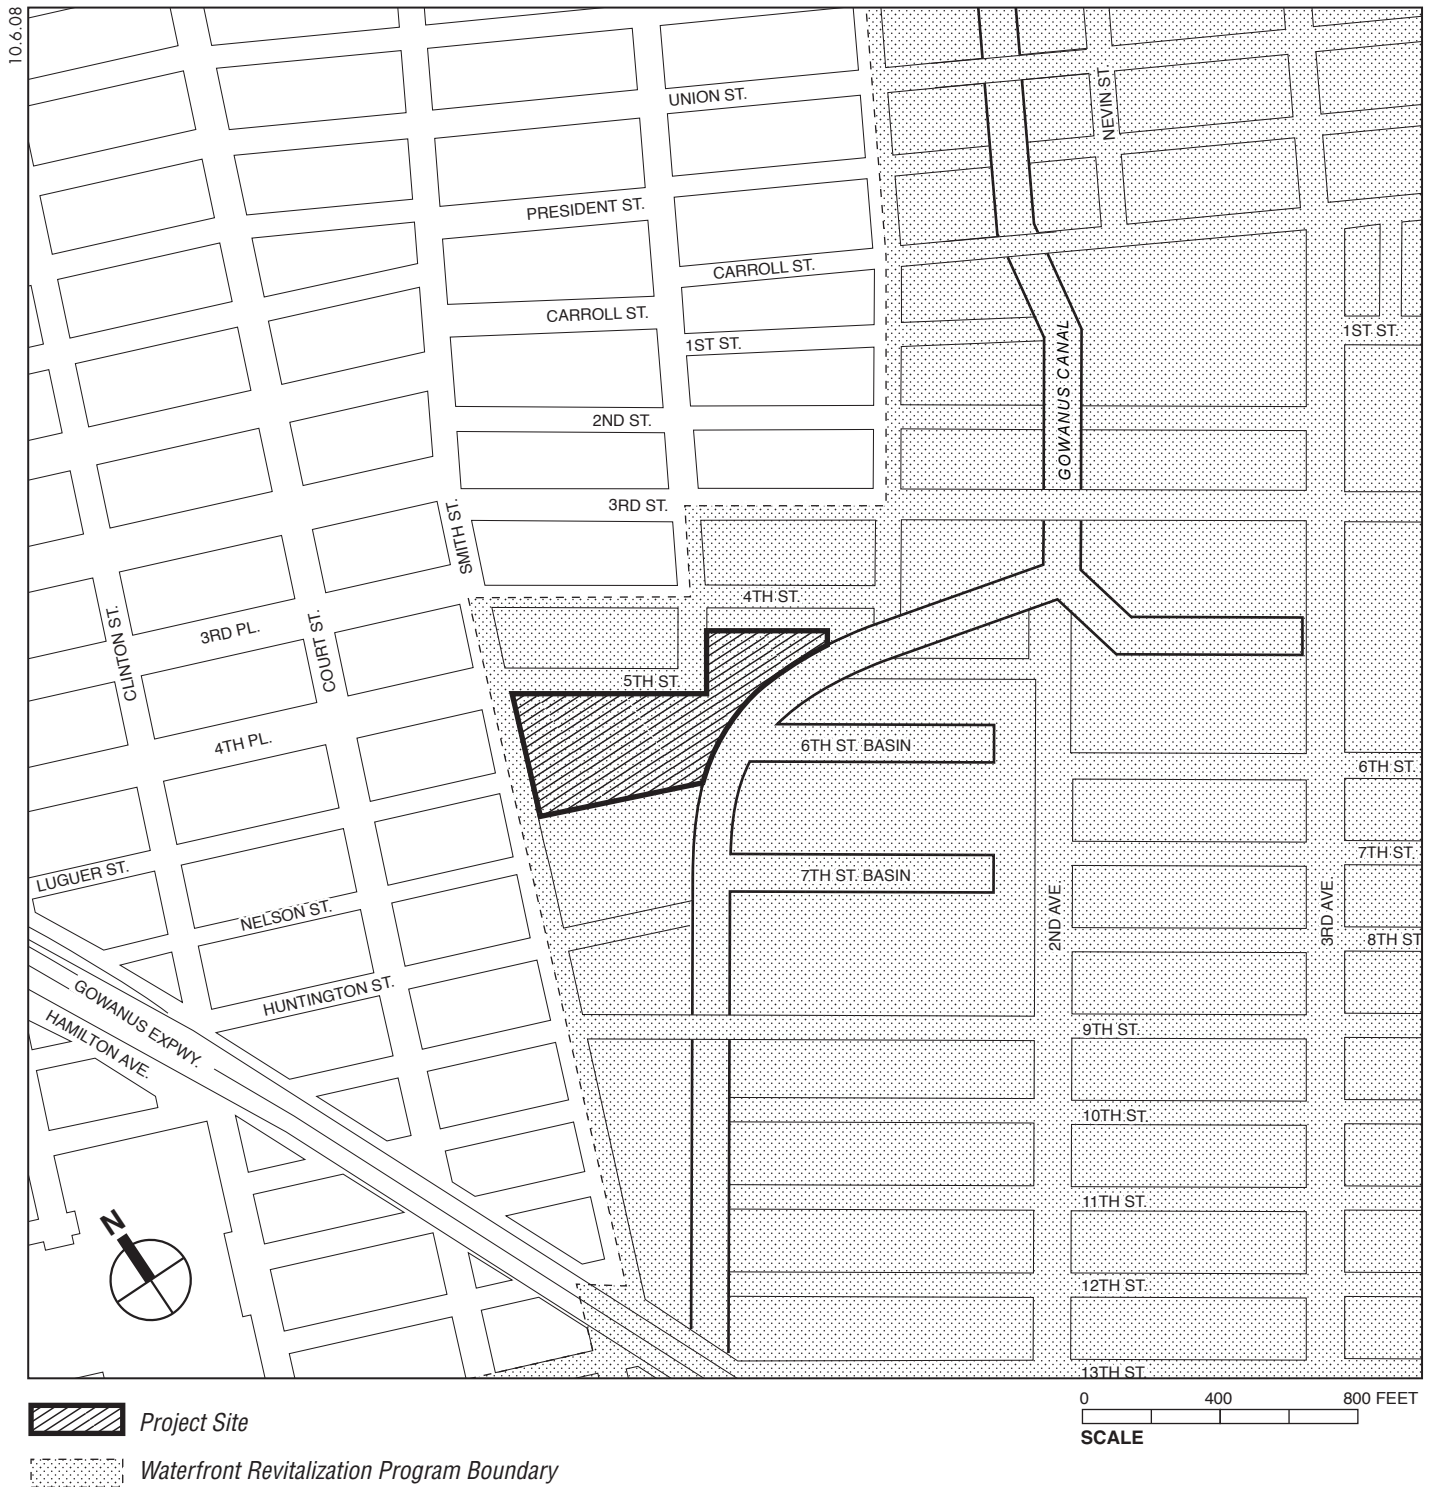 10.6.08
UNION ST.
NEVIN ST.
PRESIDENT ST.
CARROLL ST.
CARROLL ST.
1ST ST.
1ST ST.
GOWANUS CANAL
2ND ST.
3RD ST.
SMITH ST.
4TH ST.
CLINTON ST.
3RD PL.
COURT ST.
5TH ST.
4TH PL.
6TH ST. BASIN
6TH ST.
7TH ST.
LUGUER ST.
7TH ST. BASIN
NELSON ST.
2ND AVE.
3RD AVE.
8TH ST
HUNTINGTON ST.
GOWANUS EXPWY.
HAMILTON AVE.
9TH ST.
10TH ST.
11TH ST.
N
12TH ST.
13TH ST.
Project Site
0 400 800 FEET
SCALE
Waterfront Revitalization Program Boundary